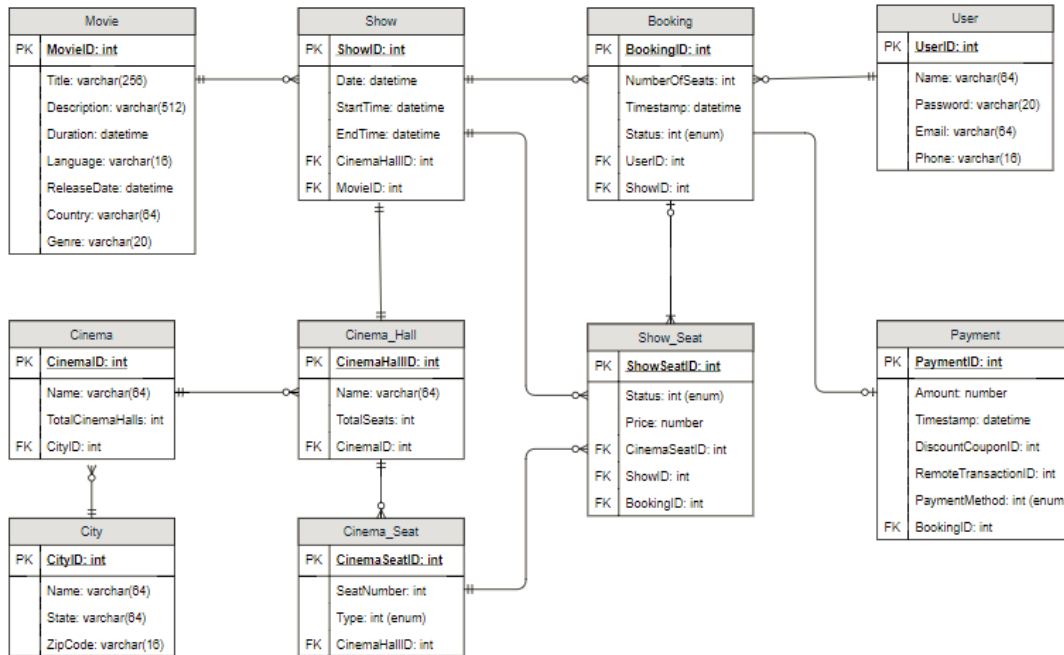 Movie
PK MovieID: int
Title: varchar(256)
Description: varchar(512)
Duration: datetime
Language: varchar(16)
ReleaseDate: datetime
Country: varchar(64)
Genre: varchar(20)
Show
PK ShowID: int
Date: datetime
StartTime: datetime
EndTime: datetime
FK CinemaHallID: int
FK MovieID: int
Booking
PK BookingID: int
NumberOfSeats: int
Timestamp: datetime
Status: int (enum)
FK UserID: int
FK ShowID: int
User
PK UserID: int
Name: varchar(64)
Password: varchar(20)
Email: varchar(64)
Phone: varchar(16)
Cinema
PK CinemaID: int
Name: varchar(64)
TotalCinemaHalls: int
FK CityID: int
Cinema_Hall
PK CinemaHallID: int
Name: varchar(64)
TotalSeats: int
FK CinemaID: int
Show_Seat
PK ShowSeatID: int
Status: int (enum)
Price: number
FK CinemaSeatID: int
FK ShowID: int
FK BookingID: int
Payment
PK PaymentID: int
Amount: number
Timestamp: datetime
DiscountCouponID: int
RemoteTransactionID: int
PaymentMethod: int (enum
FK BookingID: int
City
PK CityID: int
Name: varchar(64)
State: varchar(64)
ZipCode: varchar(16)
Cinema_Seat
PK CinemaSeatID: int
SeatNumber: int
Type: int (enum)
FK CinemaHallID: int